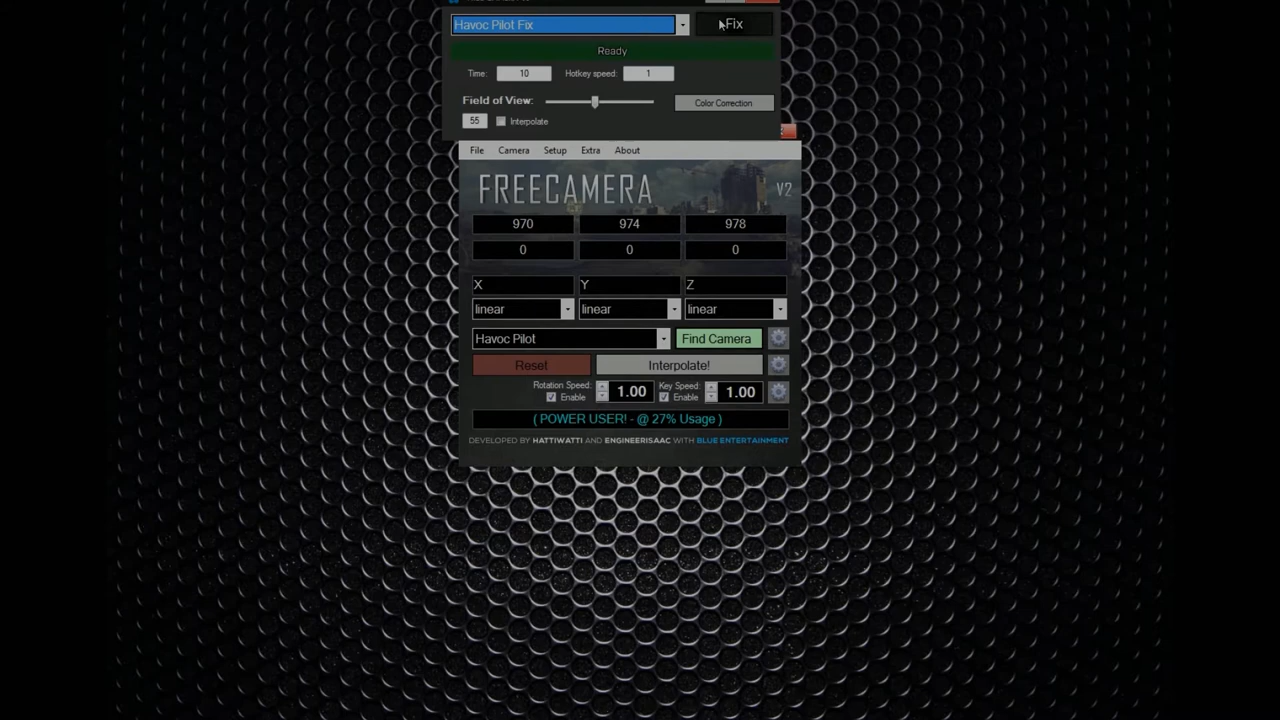 Havoc Pilot Fix Fix
Ready
Time: 10 Hotkey speed: 1
Field of View: Color Correction
55 Interpolate
File Camera Setup Extra About
FREECAMERA V2
970 974 978
0 0 0
X Y Z
linear linear linear
Havoc Pilot Find Camera
Reset Interpolate!
Rotation Speed: 1.00 Key Speed: 1.00
Enable Enable
( POWER USER! - @ 27% Usage )
DEVELOPED BY HATTIWATTI AND ENGINEERISAAC WITH BLUE ENTERTAINMENT